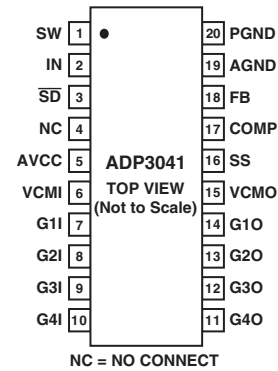 SW 1 20 PGND
IN 2 19 AGND
SD 3 18 FB
NC 4 17 COMP
AVCC 5 ADP3041 16 SS
VCMI 6 TOP VIEW 15 VCMO
(Not to Scale)
G1I 7 14 G1O
G2I 8 13 G2O
G3I 9 12 G3O
G4I 10 11 G4O
NC = NO CONNECT